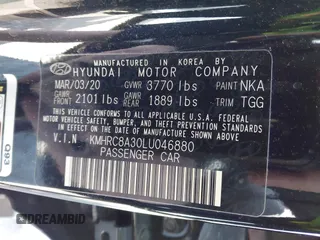 MANUFACTURED IN KOREA BY
HYUNDAI MOTOR COMPANY
MAR/03/20 GVWR 3770 lbs PAINT NKA
GAWR GAWR
FRONT 2101 lbs REAR 1889 lbs TRIM TGG
THIS VEHICLE CONFORMS TO ALL APPLICABLE U.S.A. FEDERAL
MOTOR VEHICLE SAFETY, BUMPER, AND THEFT PREVENTION
STANDARDS IN EFFECT ON THE DATE OF MANUFACTURE SHOWN ABOVE.
V.I.N KMHRC8A30LU046880
PASSENGER CAR
Q93
DREAMBID